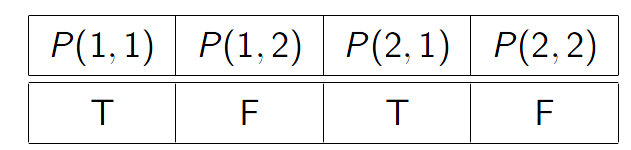 P(1, 1) P(1, 2) P(2, 1) P(2, 2)
T F T F